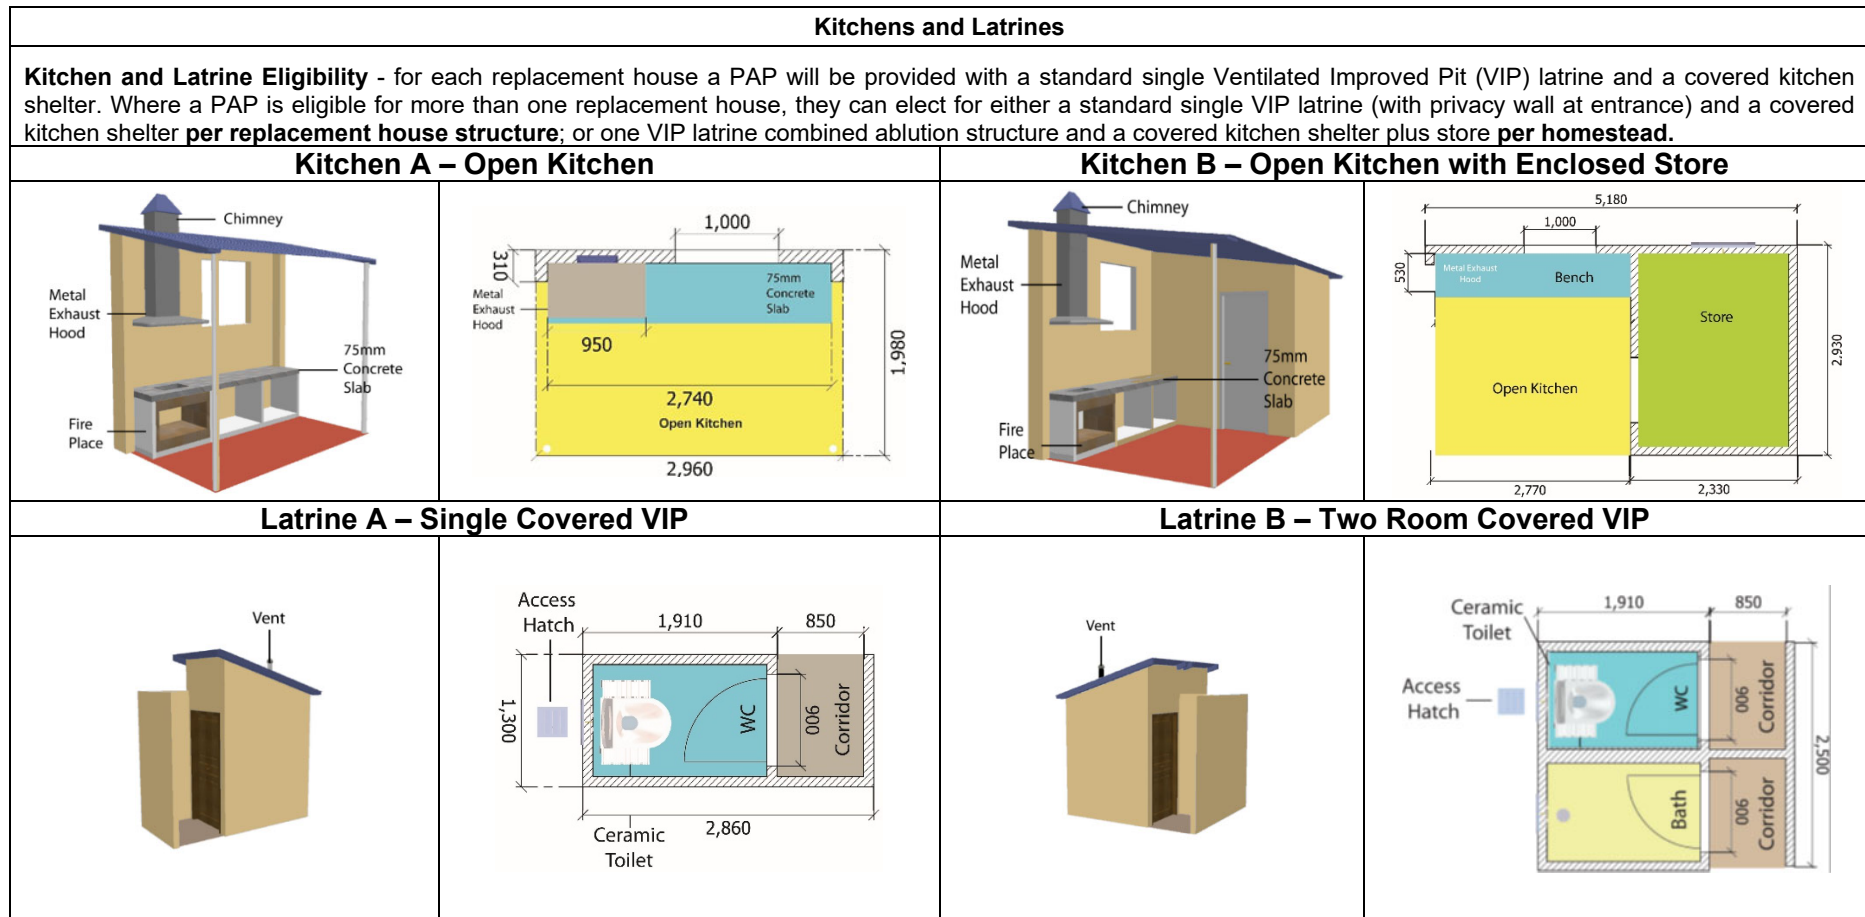 Kitchens and Latrines
Kitchen and Latrine Eligibility - for each replacement house a PAP will be provided with a standard single Ventilated Improved Pit (VIP) latrine and a covered kitchen
shelter. Where a PAP is eligible for more than one replacement house, they can elect for either a standard single VIP latrine (with privacy wall at entrance) and a covered
kitchen shelter per replacement house structure; or one VIP latrine combined ablution structure and a covered kitchen shelter plus store per homestead.
Kitchen A – Open Kitchen
Kitchen B – Open Kitchen with Enclosed Store
Chimney
Metal
Exhaust
Hood
75mm
Concrete
Slab
Fire
Place
1,000
310
Metal
Exhaust
Hood
75mm
Concrete
Slab
950
1,980
2,740
Open Kitchen
2,960
Chimney
Metal
Exhaust
Hood
75mm
Concrete
Slab
Fire
Place
5,180
1,000
530
Metal Exhaust
Hood
Bench
Store
2.930
Open Kitchen
2,770
2,330
Latrine A – Single Covered VIP
Latrine B – Two Room Covered VIP
Vent
Access
Hatch
1,910
850
1,300
WC
900
Corridor
2,860
Ceramic
Toilet
Vent
Ceramic
Toilet
1,910
850
Access
Hatch
WC
900
Corridor
2,500
Bath
900
Corridor